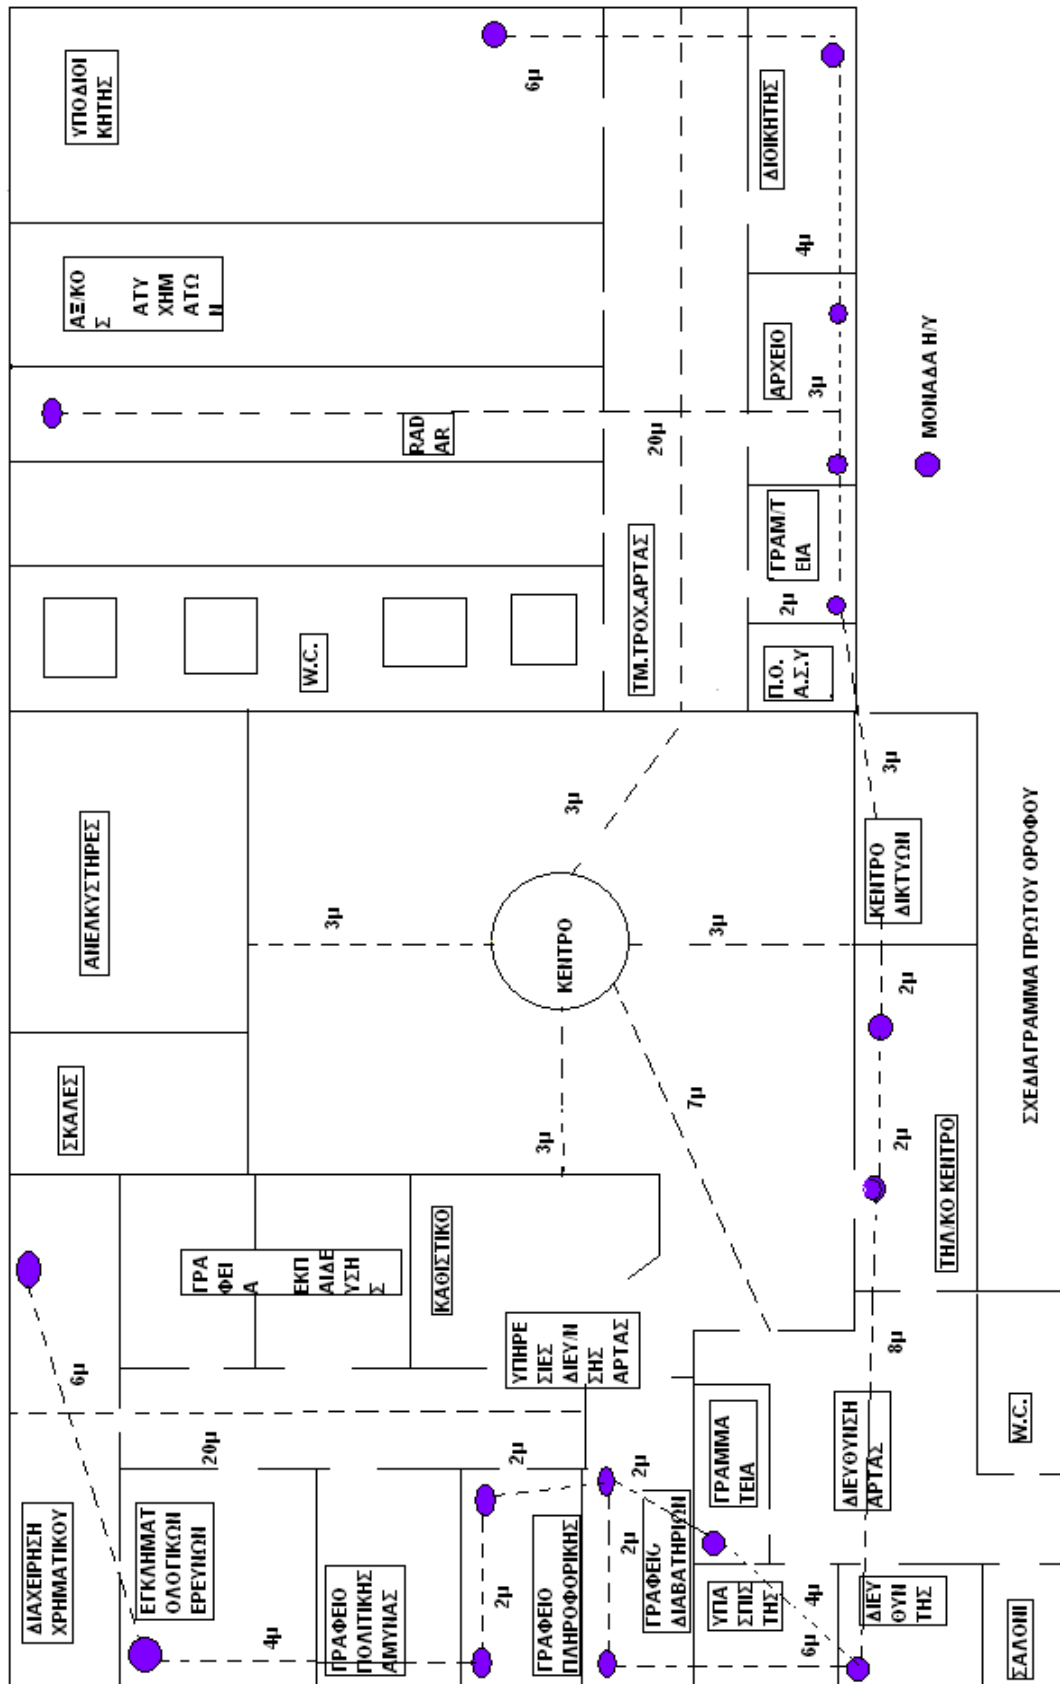 ΥΠΟΔΙΟΙ
ΚΗΤΗΣ
6μ
ΔΙΟΙΚΗΤΗΣ
4μ
ΑΞ/ΚΟ
Σ ΑΤΥ
ΧΗΜ
ΑΤΩ
Ν
RAD
AR
20μ
ΑΡΧΕΙΟ
3μ
ΜΟΝΑΔΑ Η/Υ
W.C.
ΤΜ.ΤΡΟΧ.ΑΡΤΑΣ
ΓΡΑΜ/Τ
ΕΙΑ
2μ
Π.Ο.
Α.Σ.Υ
ΑΝΕΛΚΥΣΤΗΡΕΣ
3μ
3μ
ΚΕΝΤΡΟ
3μ
3μ
ΚΕΝΤΡΟ
ΔΙΚΤΥΩΝ
2μ
ΣΚΑΛΕΣ
3μ
7μ
2μ
ΤΗΛ/ΚΟ ΚΕΝΤΡΟ
ΣΧΕΔΙΑΓΡΑΜΜΑ ΠΡΩΤΟΥ ΟΡΟΦΟΥ
ΓΡΑ
ΦΕΙ
Α ΕΚΠ
ΑΙΔΕ
ΥΣΗ
Σ
ΚΑΘΙΣΤΙΚΟ
6μ
ΥΠΗΡΕ
ΣΙΕΣ
ΔΙΕΥ/Ν
ΣΗΣ
ΑΡΤΑΣ
8μ
20μ
2μ
2μ
ΓΡΑΜΜΑ
ΤΕΙΑ
ΔΙΕΥΘΥΝΣΗ
ΑΡΤΑΣ
W.C.
ΔΙΑΧΕΙΡΗΣΗ
ΧΡΗΜΑΤΙΚΟΥ
ΕΓΚΛΗΜΑΤ
ΟΛΟΓΙΚΩΝ
ΕΡΕΥΝΩΝ
4μ
ΓΡΑΦΕΙΟ
ΠΟΛΙΤΙΚΗΣ
ΑΜΥΝΙΑΣ
2μ
ΓΡΑΦΕΙΟ
ΠΛΗΡΟΦΟΡΙΚΗΣ
2μ
ΔΙΑΒΑΤΗΡΙΩΝ
ΥΠΑ
ΣΠΙΣ
ΤΗΣ
4μ
6μ
ΔΙΕΥ
ΘΥΝ
ΤΗΣ
ΣΑΛΟΝΙ